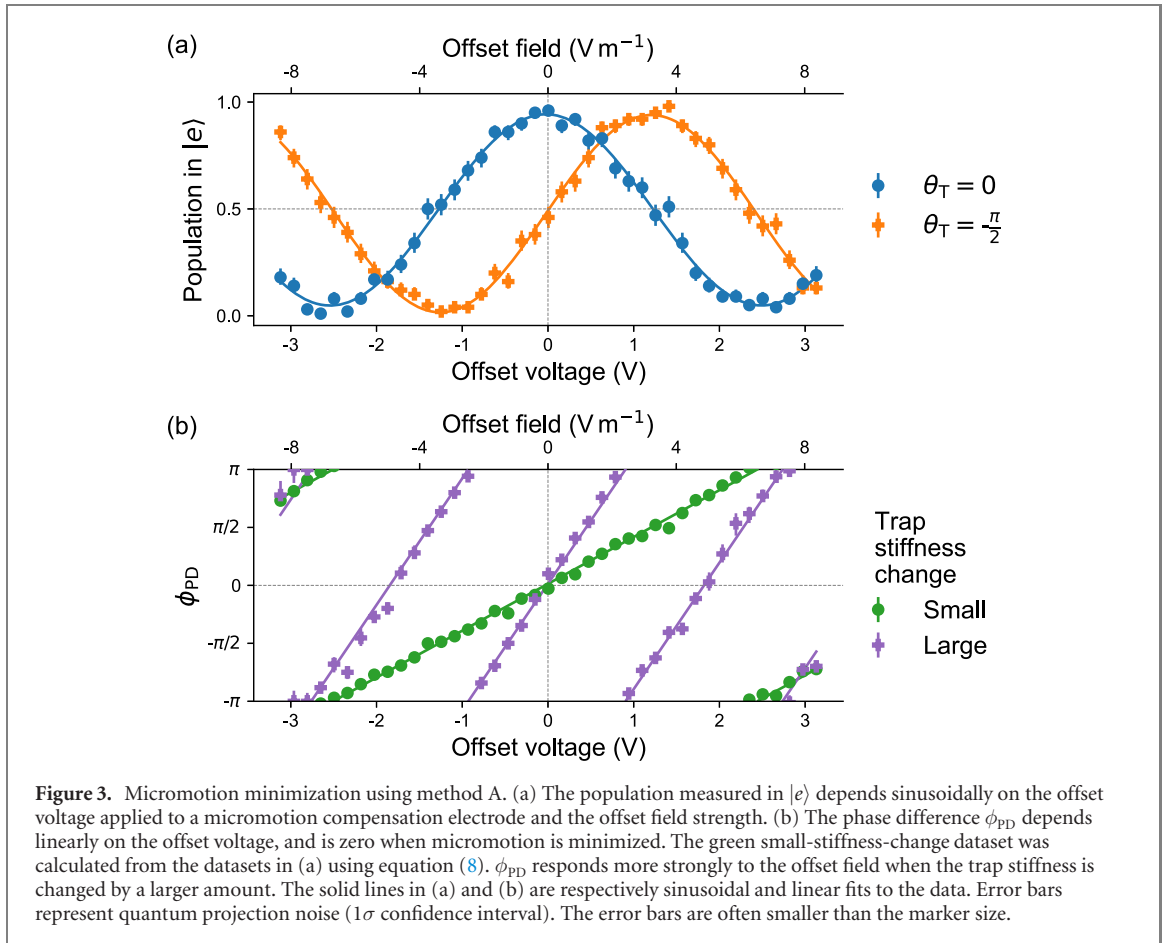 (a)
Offset field (V m⁻¹)
-8 -4 0 4 8
1.0
0.5
0.0
Population in |e⟩
-3 -2 -1 0 1 2 3
Offset voltage (V)
θ_T = 0
θ_T = -π/2
(b)
Offset field (V m⁻¹)
-8 -4 0 4 8
π
π/2
0
-π/2
-π
ϕ_PD
-3 -2 -1 0 1 2 3
Offset voltage (V)
Trap
stiffness
change
Small
Large
Figure 3. Micromotion minimization using method A. (a) The population measured in |e⟩ depends sinusoidally on the offset
voltage applied to a micromotion compensation electrode and the offset field strength. (b) The phase difference ϕ_PD depends
linearly on the offset voltage, and is zero when micromotion is minimized. The green small-stiffness-change dataset was
calculated from the datasets in (a) using equation (8). ϕ_PD responds more strongly to the offset field when the trap stiffness is
changed by a larger amount. The solid lines in (a) and (b) are respectively sinusoidal and linear fits to the data. Error bars
represent quantum projection noise (1σ confidence interval). The error bars are often smaller than the marker size.